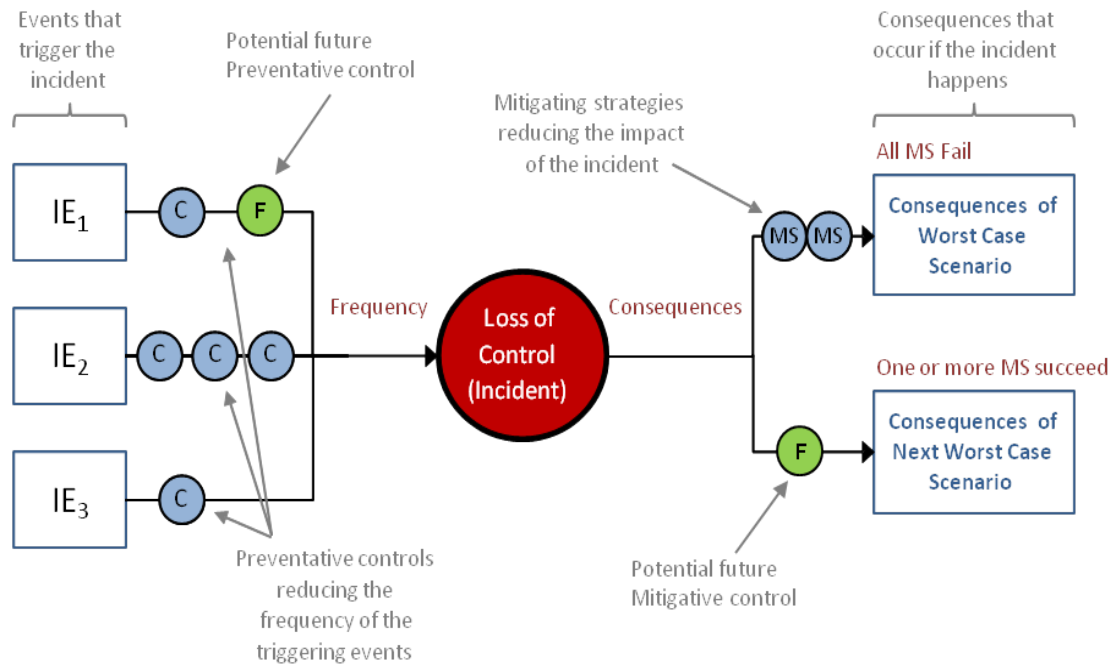 Events that
trigger the
incident
Potential future
Preventative control
Mitigating strategies
reducing the impact
of the incident
Consequences that
occur if the incident
happens
All MS Fail
IE₁
C
F
MS
MS
Consequences of
Worst Case
Scenario
Frequency
Loss of
Control
(Incident)
Consequences
IE₂
C
C
C
One or more MS succeed
IE₃
C
F
Consequences of
Next Worst Case
Scenario
Preventative controls
reducing the
frequency of the
triggering events
Potential future
Mitigative control